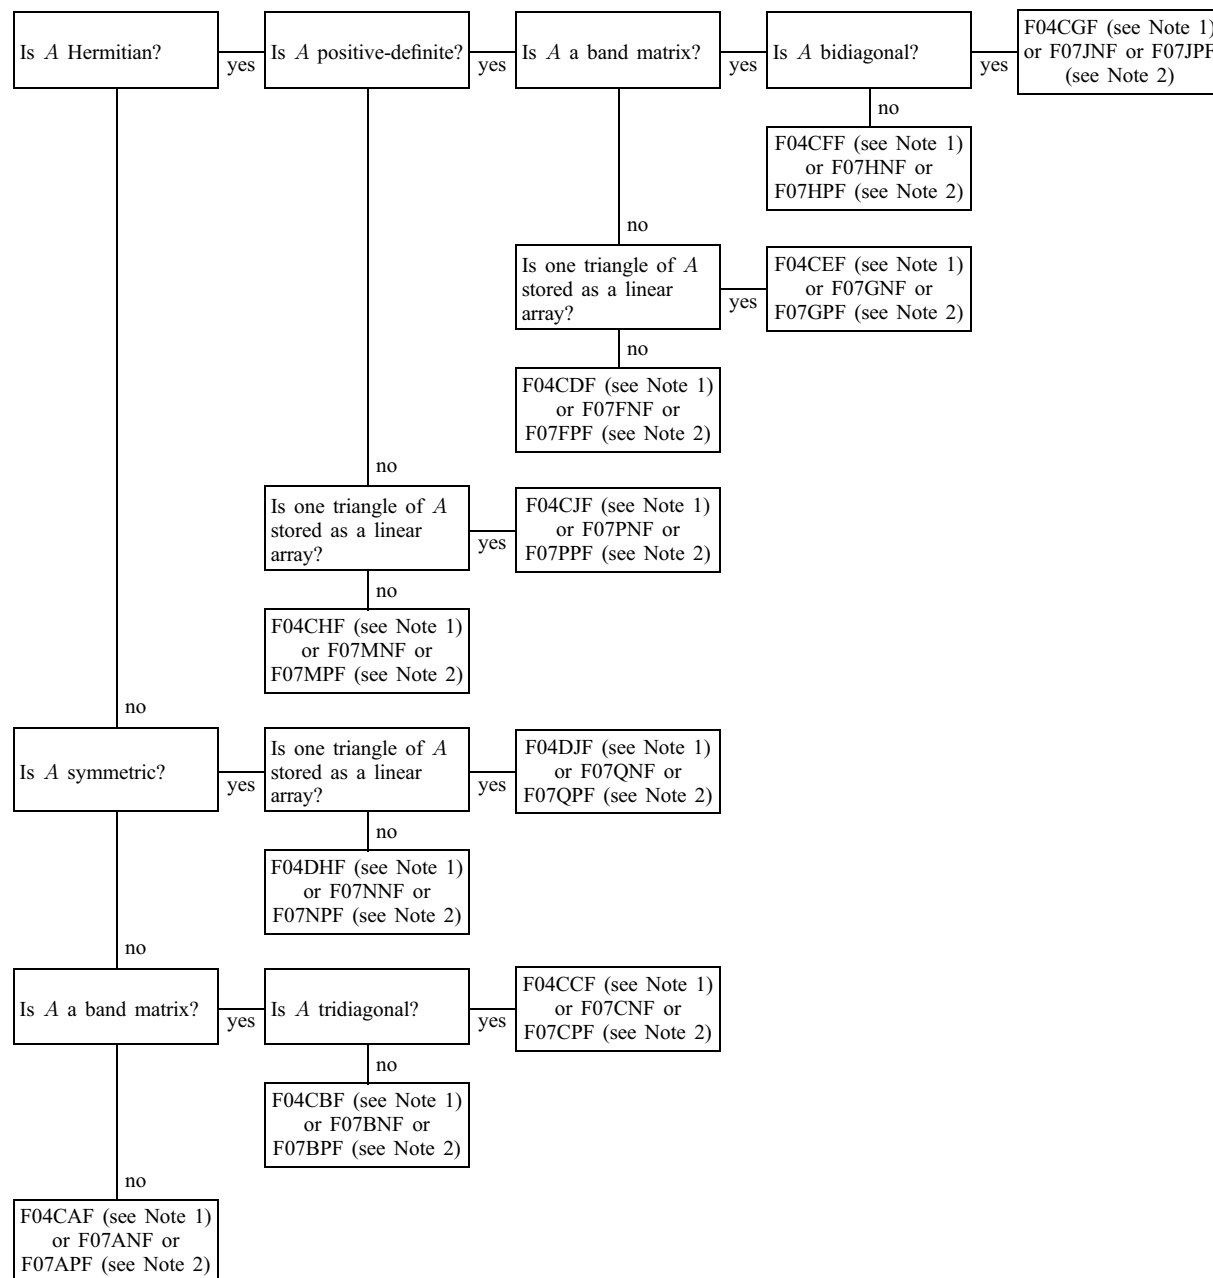 Is A Hermitian?
yes
Is A positive-definite?
yes
Is A a band matrix?
yes
Is A bidiagonal?
yes
F04CGF (see Note 1)
or F07JNF or F07JPF
(see Note 2)
no
F04CFF (see Note 1)
or F07HNF or
F07HPF (see Note 2)
no
Is one triangle of A
stored as a linear
array?
yes
F04CEF (see Note 1)
or F07GNF or
F07GPF (see Note 2)
no
F04CDF (see Note 1)
or F07FNF or
F07FPF (see Note 2)
no
Is one triangle of A
stored as a linear
array?
yes
F04CJF (see Note 1)
or F07PNF or
F07PPF (see Note 2)
no
F04CHF (see Note 1)
or F07MNF or
F07MPF (see Note 2)
no
Is A symmetric?
yes
Is one triangle of A
stored as a linear
array?
F04DJF (see Note 1)
or F07QNF or
F07QPF (see Note 2)
yes
no
F04DHF (see Note 1)
or F07NNF or
F07NPF (see Note 2)
no
Is A a band matrix?
yes
Is A tridiagonal?
yes
F04CCF (see Note 1)
or F07CNF or
F07CPF (see Note 2)
no
F04CBF (see Note 1)
or F07BNF or
F07BPF (see Note 2)
no
F04CAF (see Note 1)
or F07ANF or
F07APF (see Note 2)